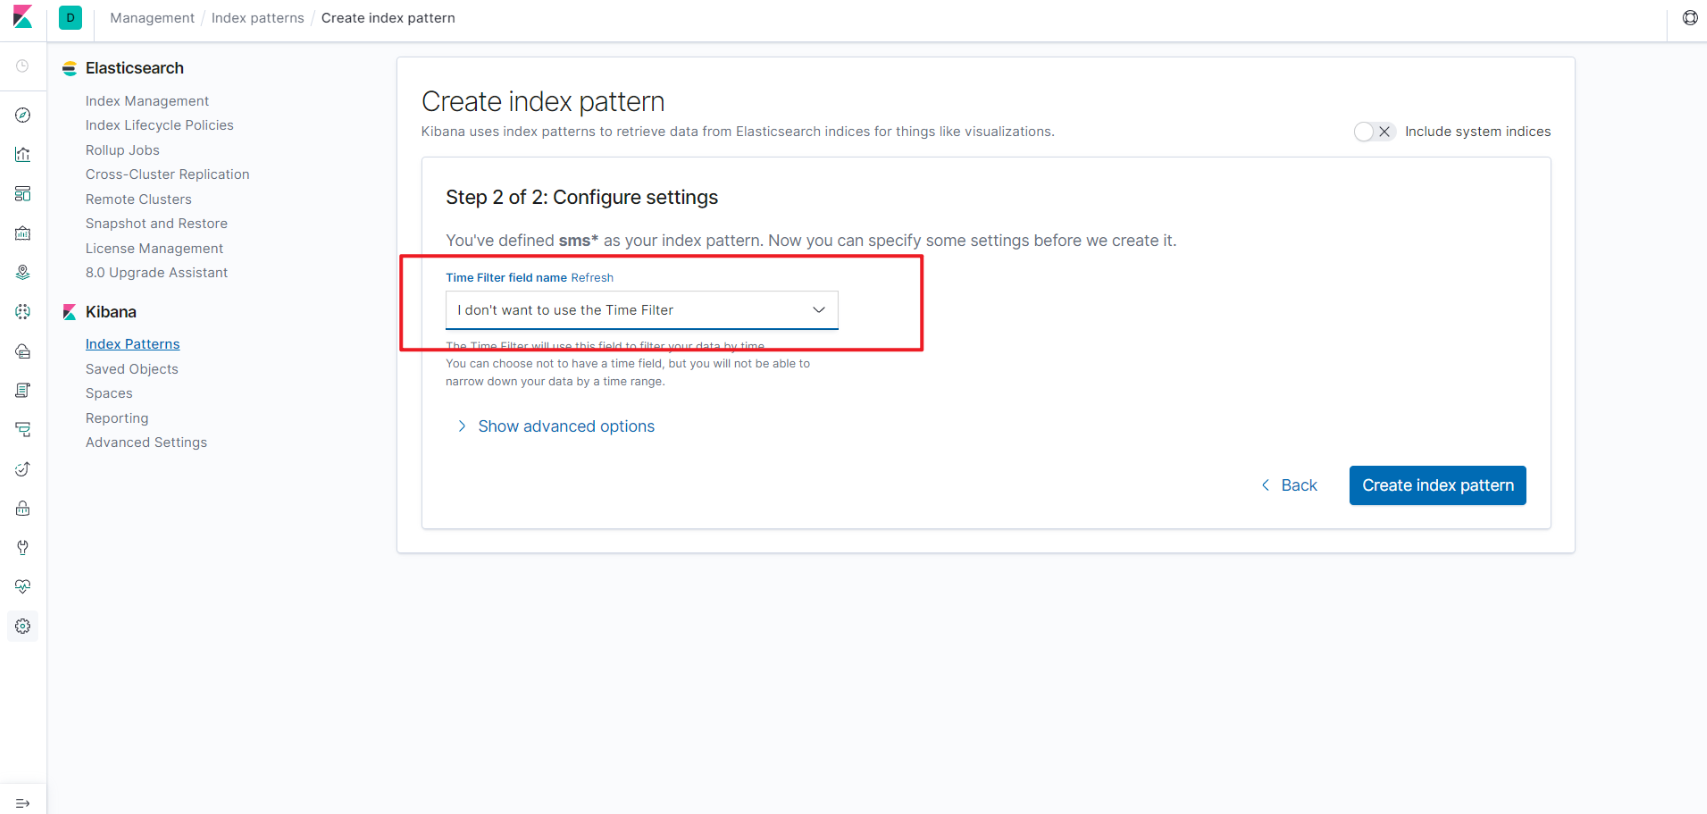 D
Management / Index patterns / Create index pattern
Elasticsearch
Index Management
Index Lifecycle Policies
Rollup Jobs
Cross-Cluster Replication
Remote Clusters
Snapshot and Restore
License Management
8.0 Upgrade Assistant
Kibana
Index Patterns
Saved Objects
Spaces
Reporting
Advanced Settings
Create index pattern
Kibana uses index patterns to retrieve data from Elasticsearch indices for things like visualizations.
Include system indices
Step 2 of 2: Configure settings
You've defined sms* as your index pattern. Now you can specify some settings before we create it.
Time Filter field name Refresh
I don't want to use the Time Filter
The Time Filter will use this field to filter your data by time.
You can choose not to have a time field, but you will not be able to
narrow down your data by a time range.
Show advanced options
Back
Create index pattern